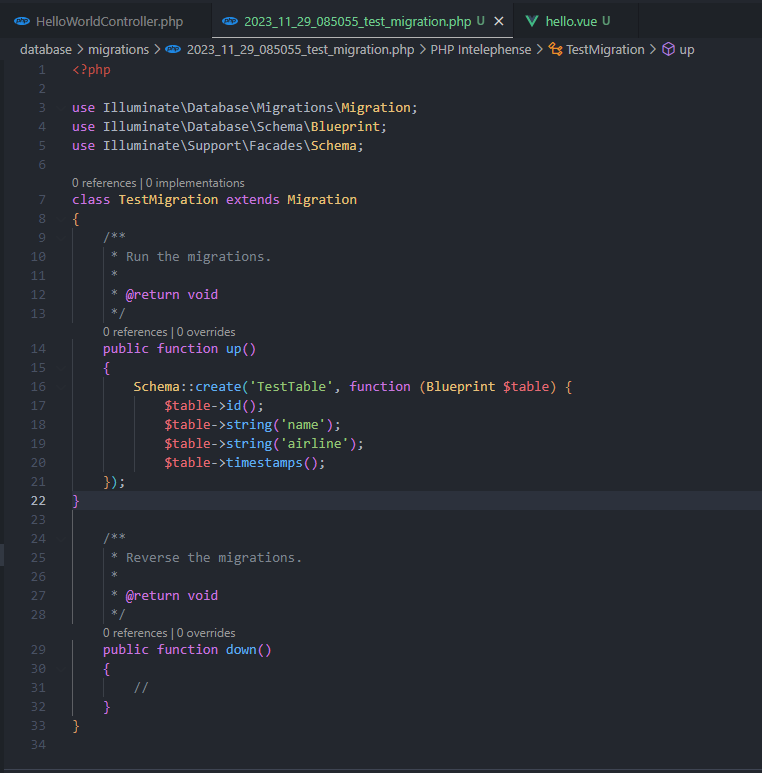 HelloWorldController.php
2023_11_29_085055_test_migration.php U
hello.vue U
database > migrations > 2023_11_29_085055_test_migration.php > PHP Intelephense > TestMigration > up
1 <?php
2
3 use Illuminate\Database\Migrations\Migration;
4 use Illuminate\Database\Schema\Blueprint;
5 use Illuminate\Support\Facades\Schema;
6
0 references | 0 implementations
7 class TestMigration extends Migration
8 {
9     /**
10      * Run the migrations.
11      *
12      * @return void
13      */
0 references | 0 overrides
14     public function up()
15     {
16         Schema::create('TestTable', function (Blueprint $table) {
17             $table->id();
18             $table->string('name');
19             $table->string('airline');
20             $table->timestamps();
21     });
22 }
23
24     /**
25      * Reverse the migrations.
26      *
27      * @return void
28      */
0 references | 0 overrides
29     public function down()
30     {
31         //
32     }
33 }
34